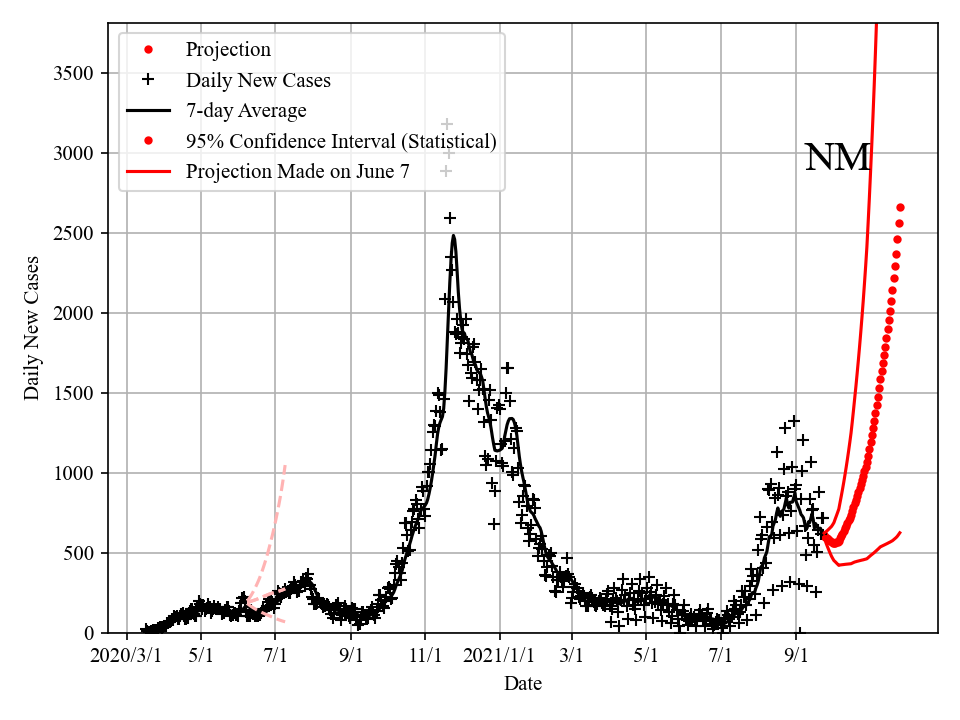 3500
3000
2500
2000
1500
1000
500
0
Daily New Cases
Projection
Daily New Cases
7-day Average
95% Confidence Interval (Statistical)
Projection Made on June 7
NM
2020/3/1 5/1 7/1 9/1 11/1 2021/1/1 3/1 5/1 7/1 9/1
Date